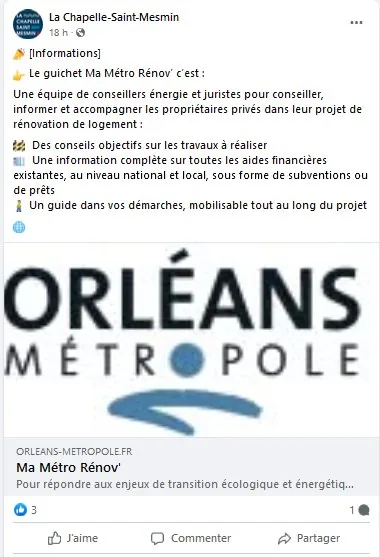 LA CHAPELLE SAINT-MESMIN
La Chapelle-Saint-Mesmin
18 h ·
[Informations]
Le guichet Ma Métro Rénov' c'est :
Une équipe de conseillers énergie et juristes pour conseiller,
informer et accompagner les propriétaires privés dans leur projet de
rénovation de logement :
Des conseils objectifs sur les travaux à réaliser
Une information complète sur toutes les aides financières
existantes, au niveau national et local, sous forme de subventions ou
de prêts
Un guide dans vos démarches, mobilisable tout au long du projet
ORLÉANS
MÉTROPOLE
ORLEANS-METROPOLE.FR
Ma Métro Rénov'
Pour répondre aux enjeux de transition écologique et énergétiq...
3
1
J'aime
Commenter
Partager